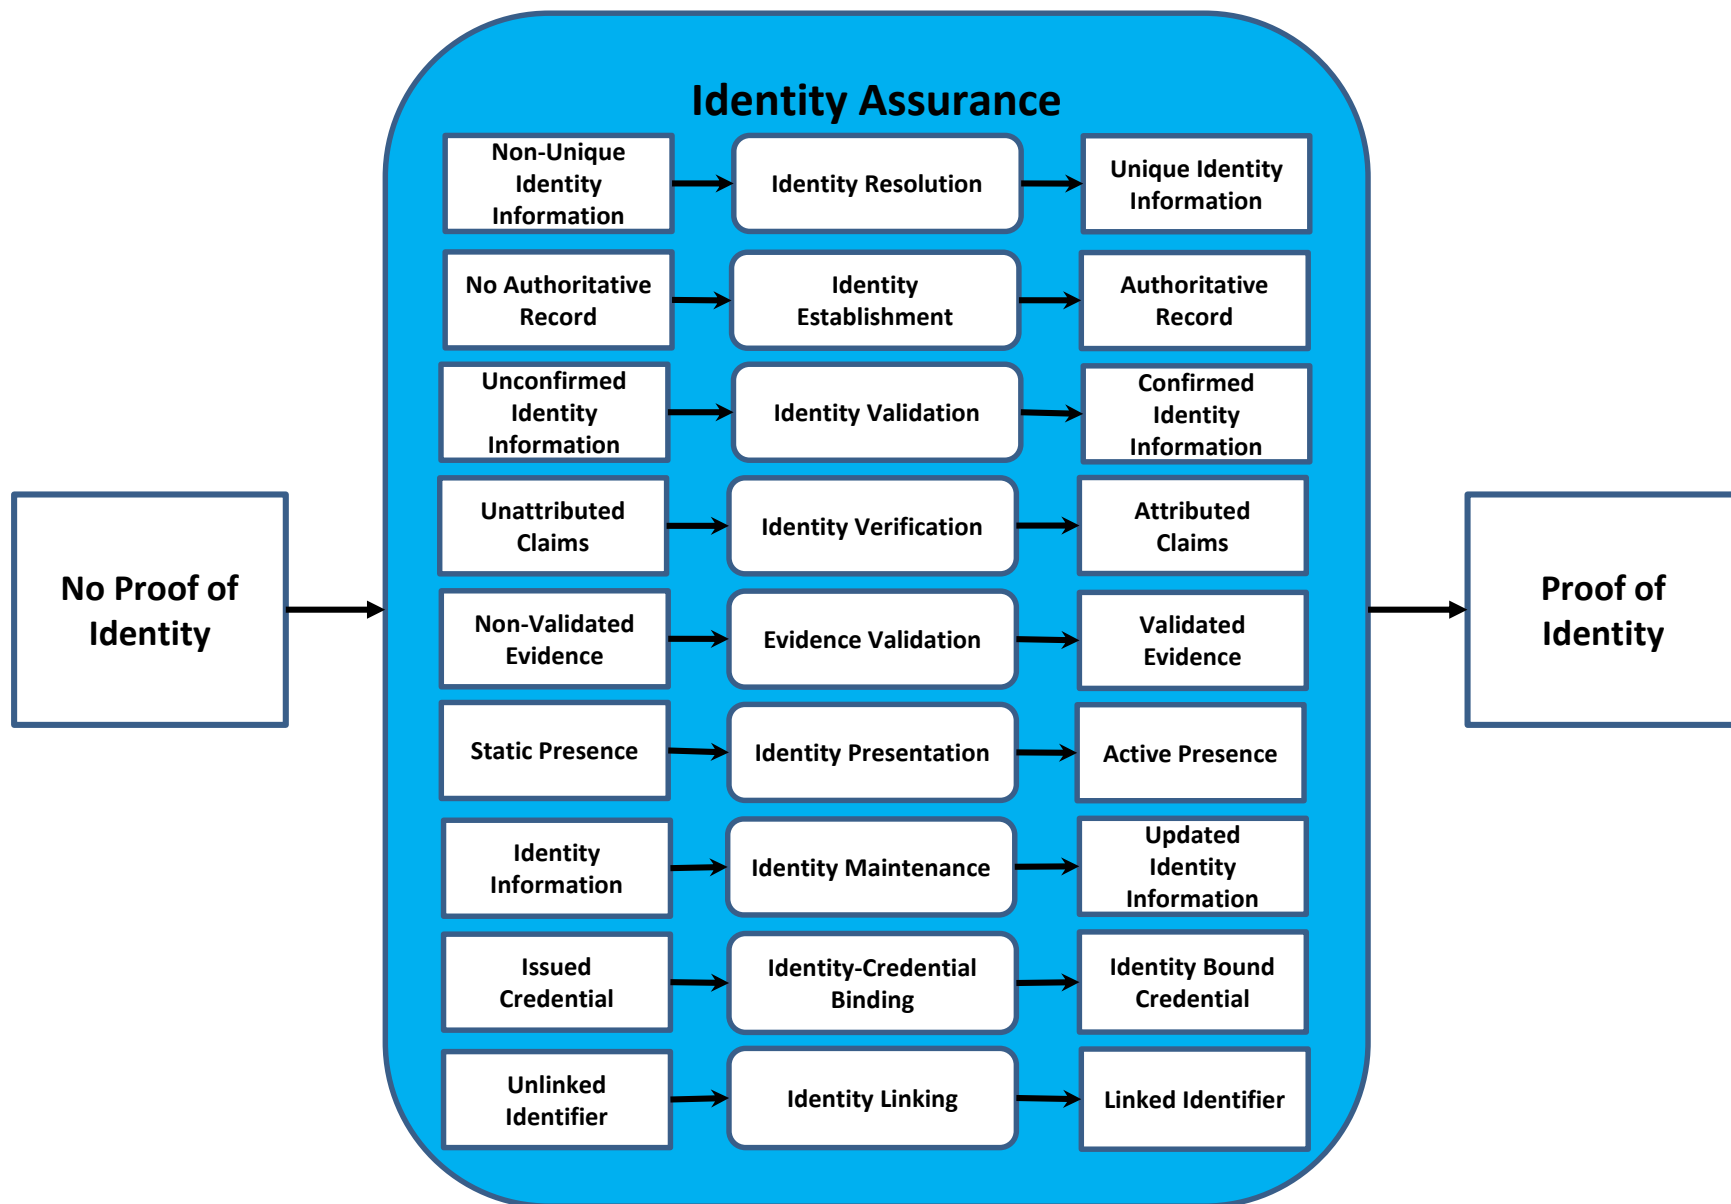 Identity Assurance
Non-Unique
Identity
Information
Identity Resolution
Unique Identity
Information
No Authoritative
Record
Identity
Establishment
Authoritative
Record
Unconfirmed
Identity
Information
Identity Validation
Confirmed
Identity
Information
Unattributed
Claims
Identity Verification
Attributed
Claims
No Proof of
Identity
Non-Validated
Evidence
Evidence Validation
Validated
Evidence
Proof of
Identity
Static Presence
Identity Presentation
Active Presence
Identity
Information
Identity Maintenance
Updated
Identity
Information
Issued
Credential
Identity-Credential
Binding
Identity Bound
Credential
Unlinked
Identifier
Identity Linking
Linked Identifier